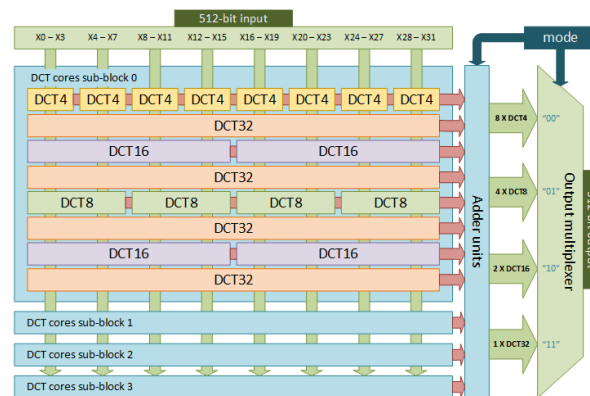 512-bit input
mode
X0 – X3 X4 – X7 X8 – X11 X12 – X15 X16 – X19 X20 – X23 X24 – X27 X28 – X31
DCT cores sub-block 0
DCT4 DCT4 DCT4 DCT4 DCT4 DCT4 DCT4 DCT4
DCT32
DCT16 DCT16
DCT32
DCT8 DCT8 DCT8 DCT8
DCT32
DCT16 DCT16
DCT32
DCT cores sub-block 1
DCT cores sub-block 2
DCT cores sub-block 3
Adder units
8 X DCT4 "00"
4 X DCT8 "01"
2 X DCT16 "10"
1 X DCT32 "11"
Output multiplexer